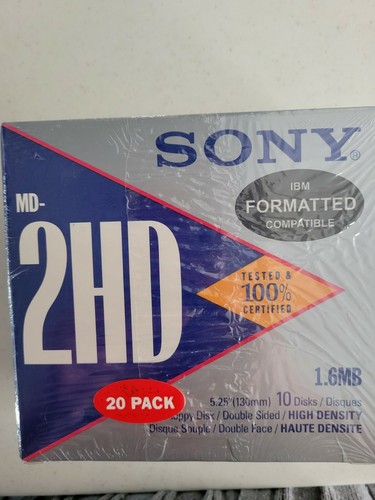 SONY®
IBM
FORMATTED
COMPATIBLE
MD-
2HD
TESTED &
100%
CERTIFIED
1.6MB
20 PACK
5.25" (130mm) 10 Disks / Disques
Disk / Double Sided / HIGH DENSITY
Disque Souple / Double Face / HAUTE DENSITE